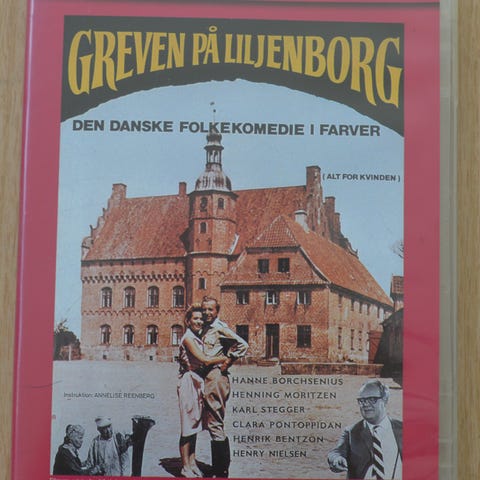 GREVEN PÅ LILJENBORG
DEN DANSKE FOLKEKOMEDIE I FARVER
( ALT FOR KVINDEN )
HANNE BORCHSENIUS
Instruktion: ANNELISE REENBERG
HENNING MORITZEN
KARL STEGGER
CLARA PONTOPPIDAN
HENRIK BENTZON
HENRY NIELSEN